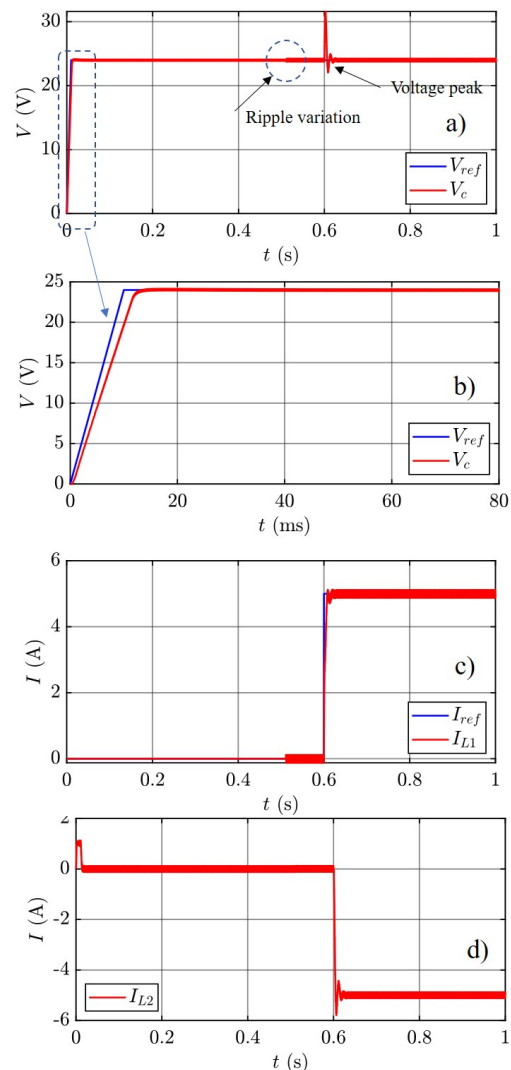 30
20
10
0
V (V)
Voltage peak
Ripple variation
a)
V_ref
V_c
0 0.2 0.4 0.6 0.8 1
t (s)
25
20
15
10
5
0
V (V)
b)
V_ref
V_c
0 20 40 60 80
t (ms)
6
4
2
0
I (A)
c)
I_ref
I_L1
0 0.2 0.4 0.6 0.8 1
t (s)
2
0
-2
-4
-6
I (A)
d)
I_L2
0 0.2 0.4 0.6 0.8 1
t (s)